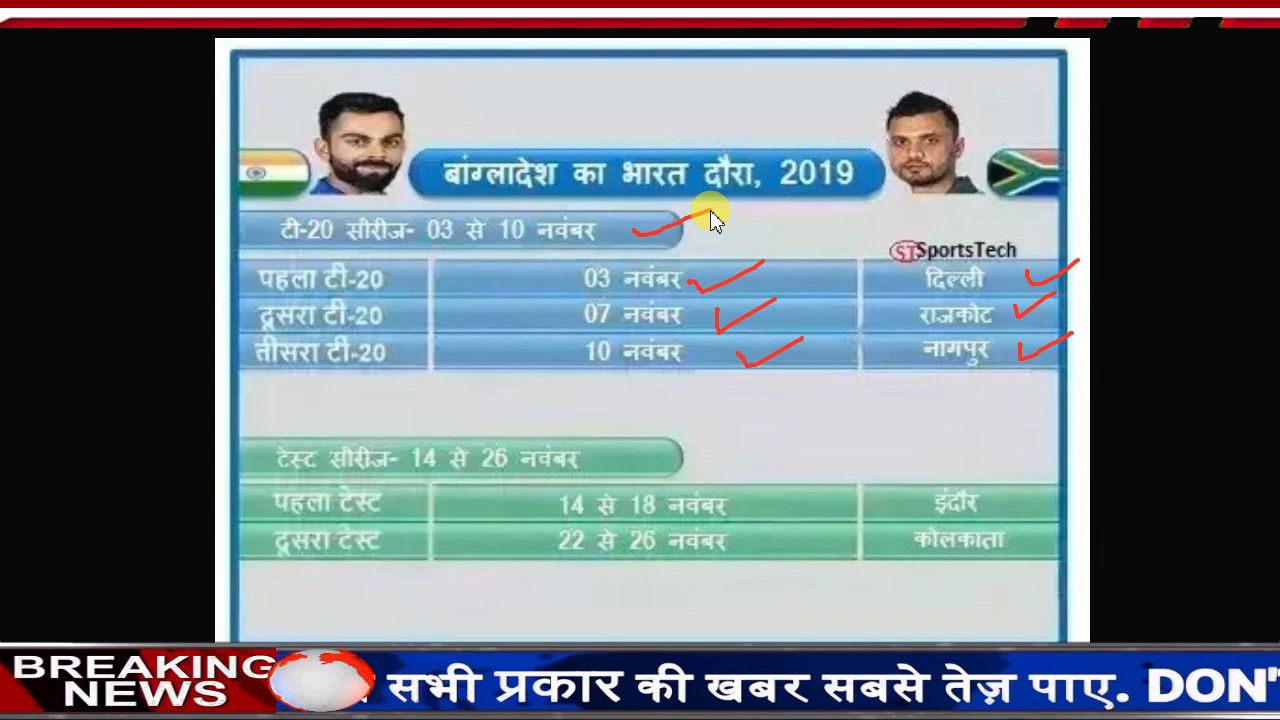 बांग्लादेश का भारत दौरा, 2019
टी-20 सीरीज- 03 से 10 नवंबर
STSportsTech
पहला टी-20 03 नवंबर दिल्ली
दूसरा टी-20 07 नवंबर राजकोट
तीसरा टी-20 10 नवंबर नागपुर
टेस्ट सीरीज- 14 से 26 नवंबर
पहला टेस्ट 14 से 18 नवंबर इंदौर
दूसरा टेस्ट 22 से 26 नवंबर कोलकाता
BREAKING
NEWS
सभी प्रकार की खबर सबसे तेज़ पाए. DON'